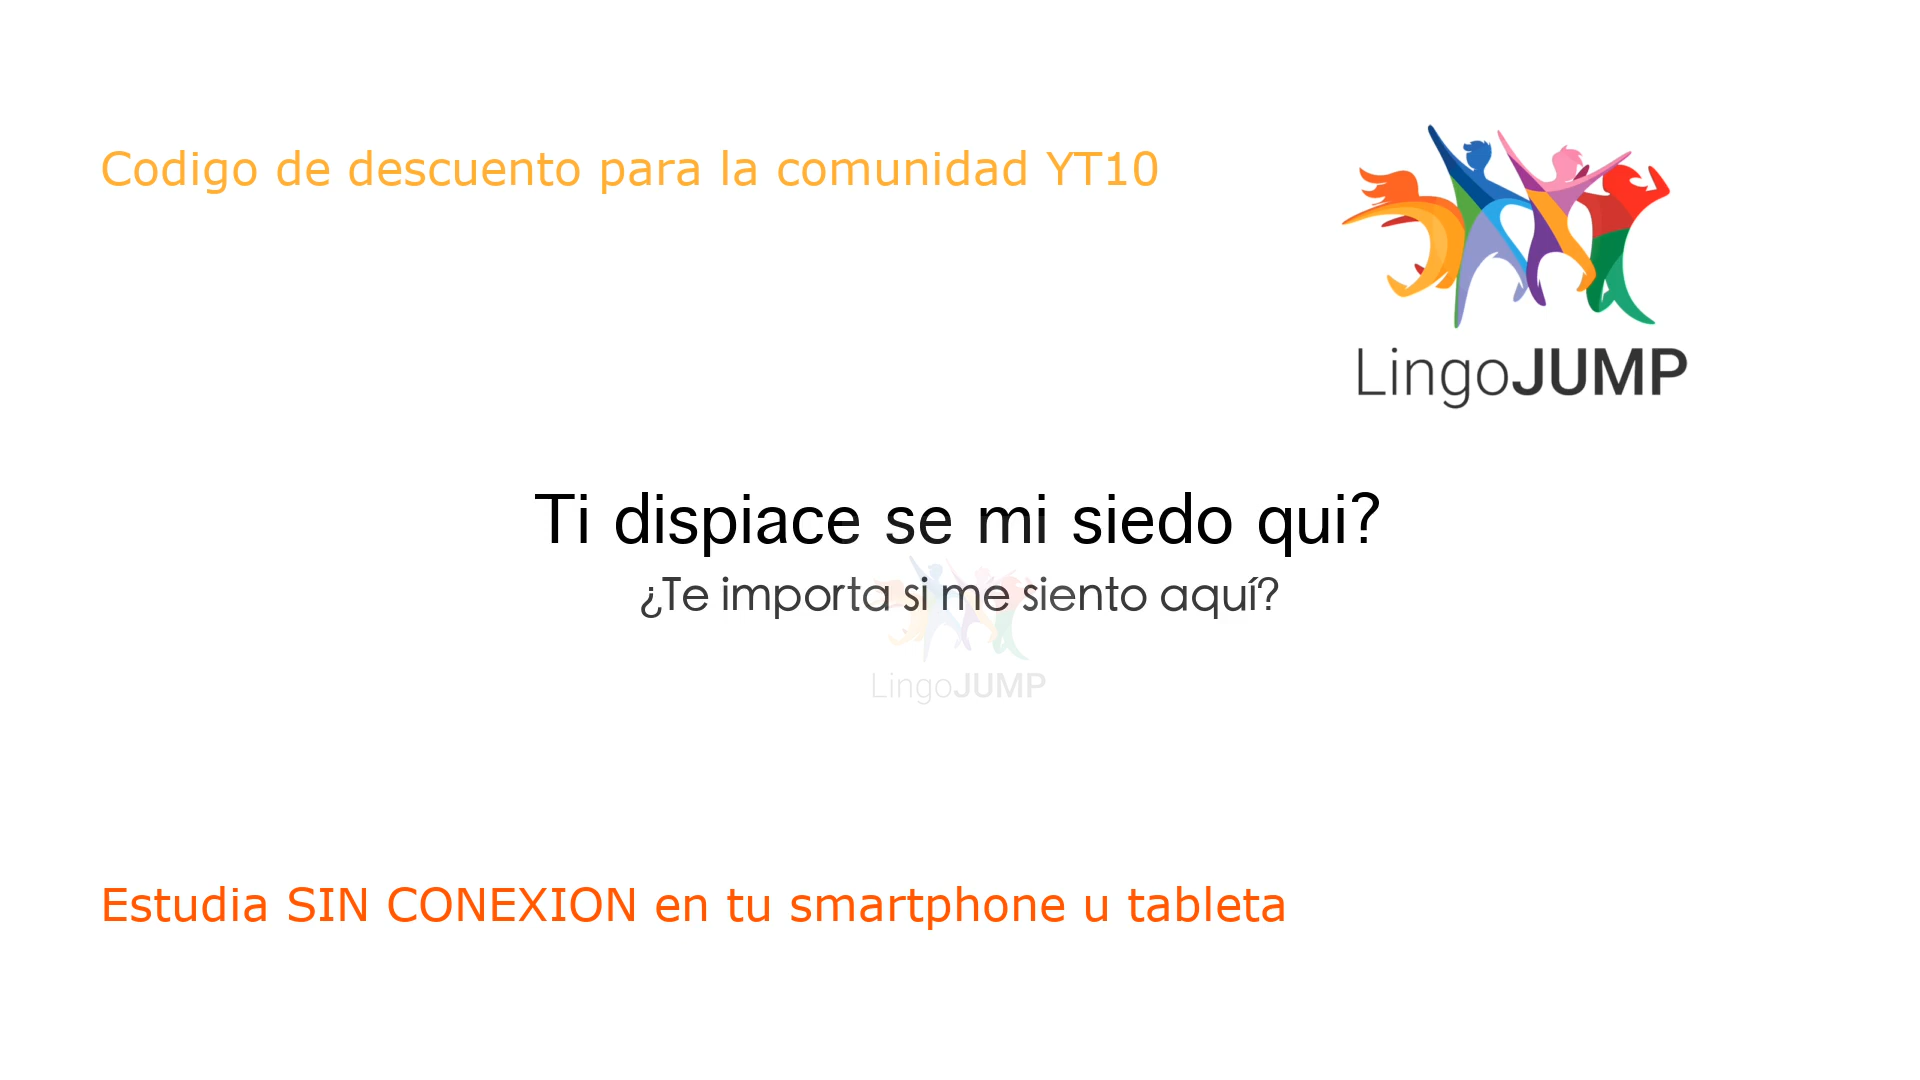 Codigo de descuento para la comunidad YT10
LingoJUMP
Ti dispiace se mi siedo qui?
¿Te importa si me siento aquí?
LingoJUMP
Estudia SIN CONEXION en tu smartphone u tableta